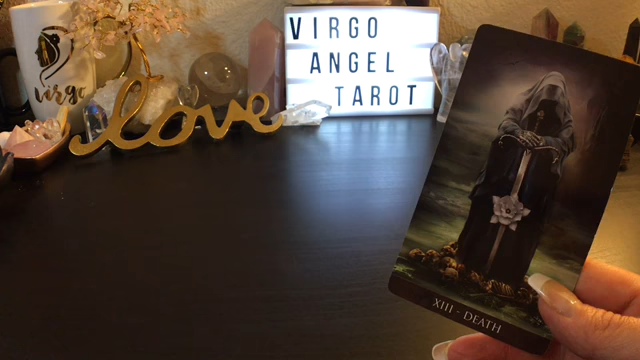 VIRGO
ANGEL
TAROT
virgo
love
XIII - DEATH